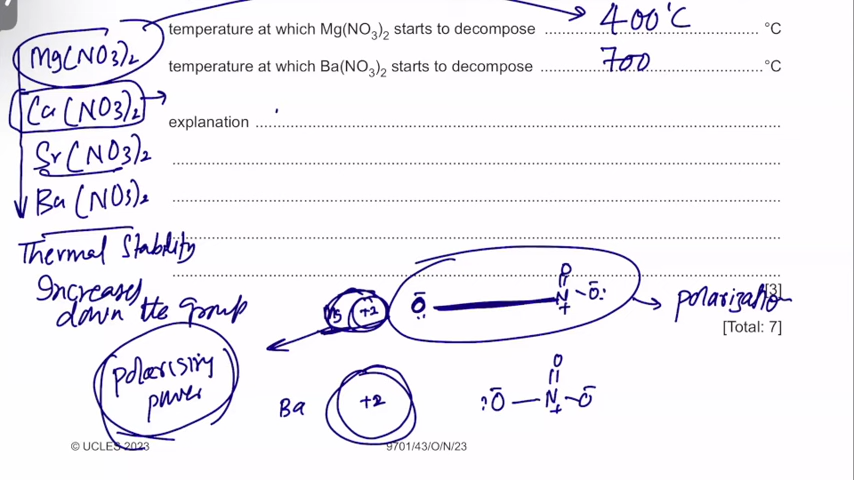 temperature at which Mg(NO3)2 starts to decompose 400°C °C
Mg(NO3)2
temperature at which Ba(NO3)2 starts to decompose 700 °C
Ca(NO3)2
explanation
Sr(NO3)2
Ba(NO3)2
Thermal Stability
Increases
down the group
+2
O N O O +
polarization
[3]
[Total: 7]
polarising
power
Ba +2
O N O O +
© UCLES 2023 9701/43/O/N/23